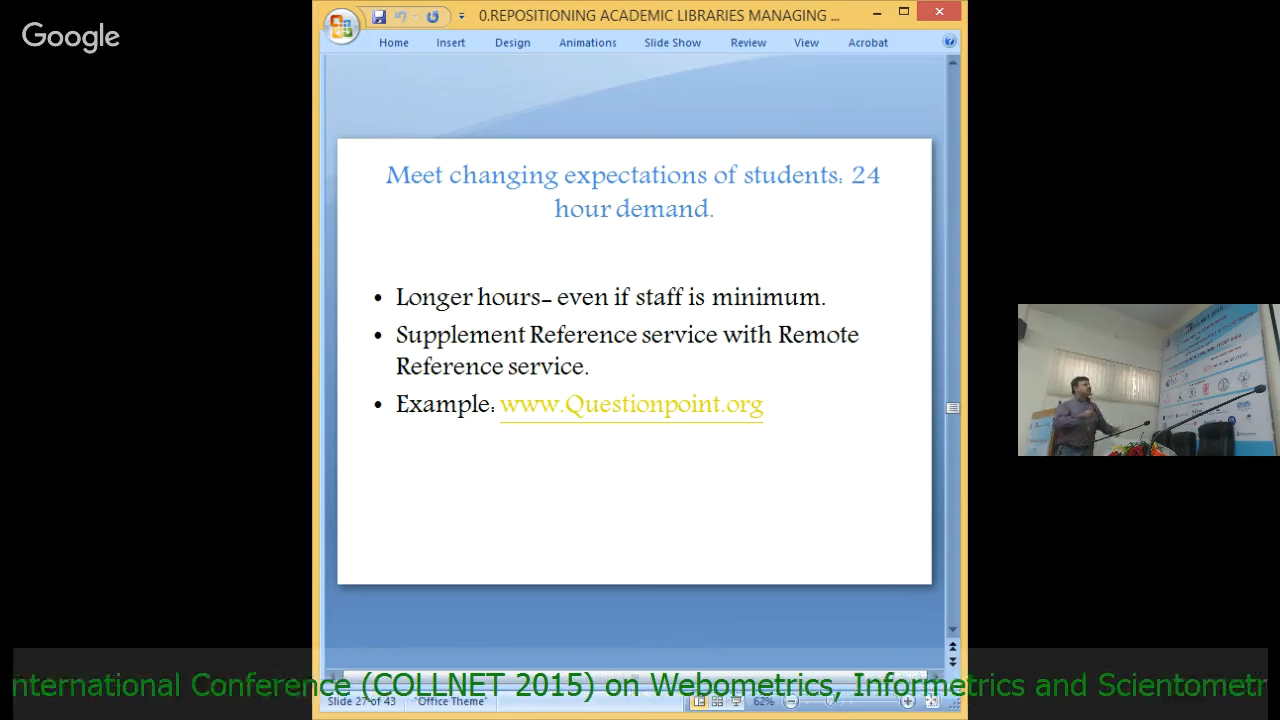 Google
0.REPOSITIONING ACADEMIC LIBRARIES MANAGING ...
Home Insert Design Animations Slide Show Review View Acrobat
Meet changing expectations of students: 24
hour demand.
• Longer hours- even if staff is minimum.
• Supplement Reference service with Remote
Reference service.
• Example: www.Questionpoint.org
nternational Conference (COLLNET 2015) on Webometrics, Informetrics and Scientometr
Slide 27 of 43 "Office Theme" 62%